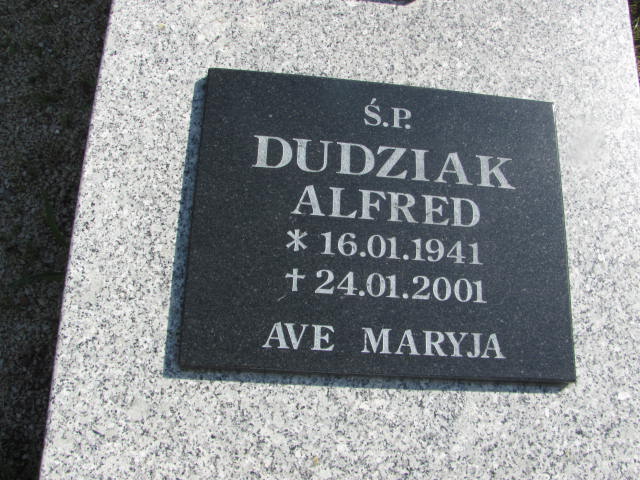 Ś.P.
DUDZIAK
ALFRED
* 16.01.1941
† 24.01.2001
AVE MARYJA